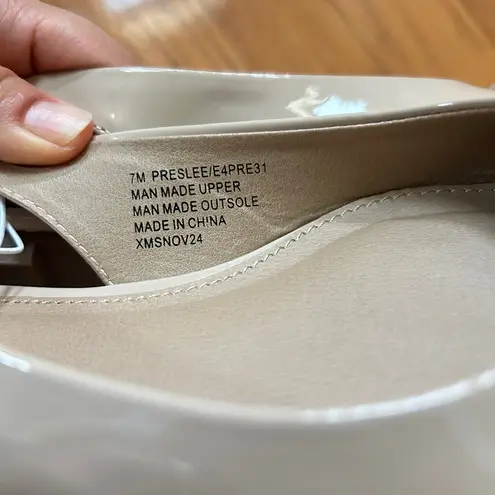 7M PRESLEE/E4PRE31
MAN MADE UPPER
MAN MADE OUTSOLE
MADE IN CHINA
XMSNOV24